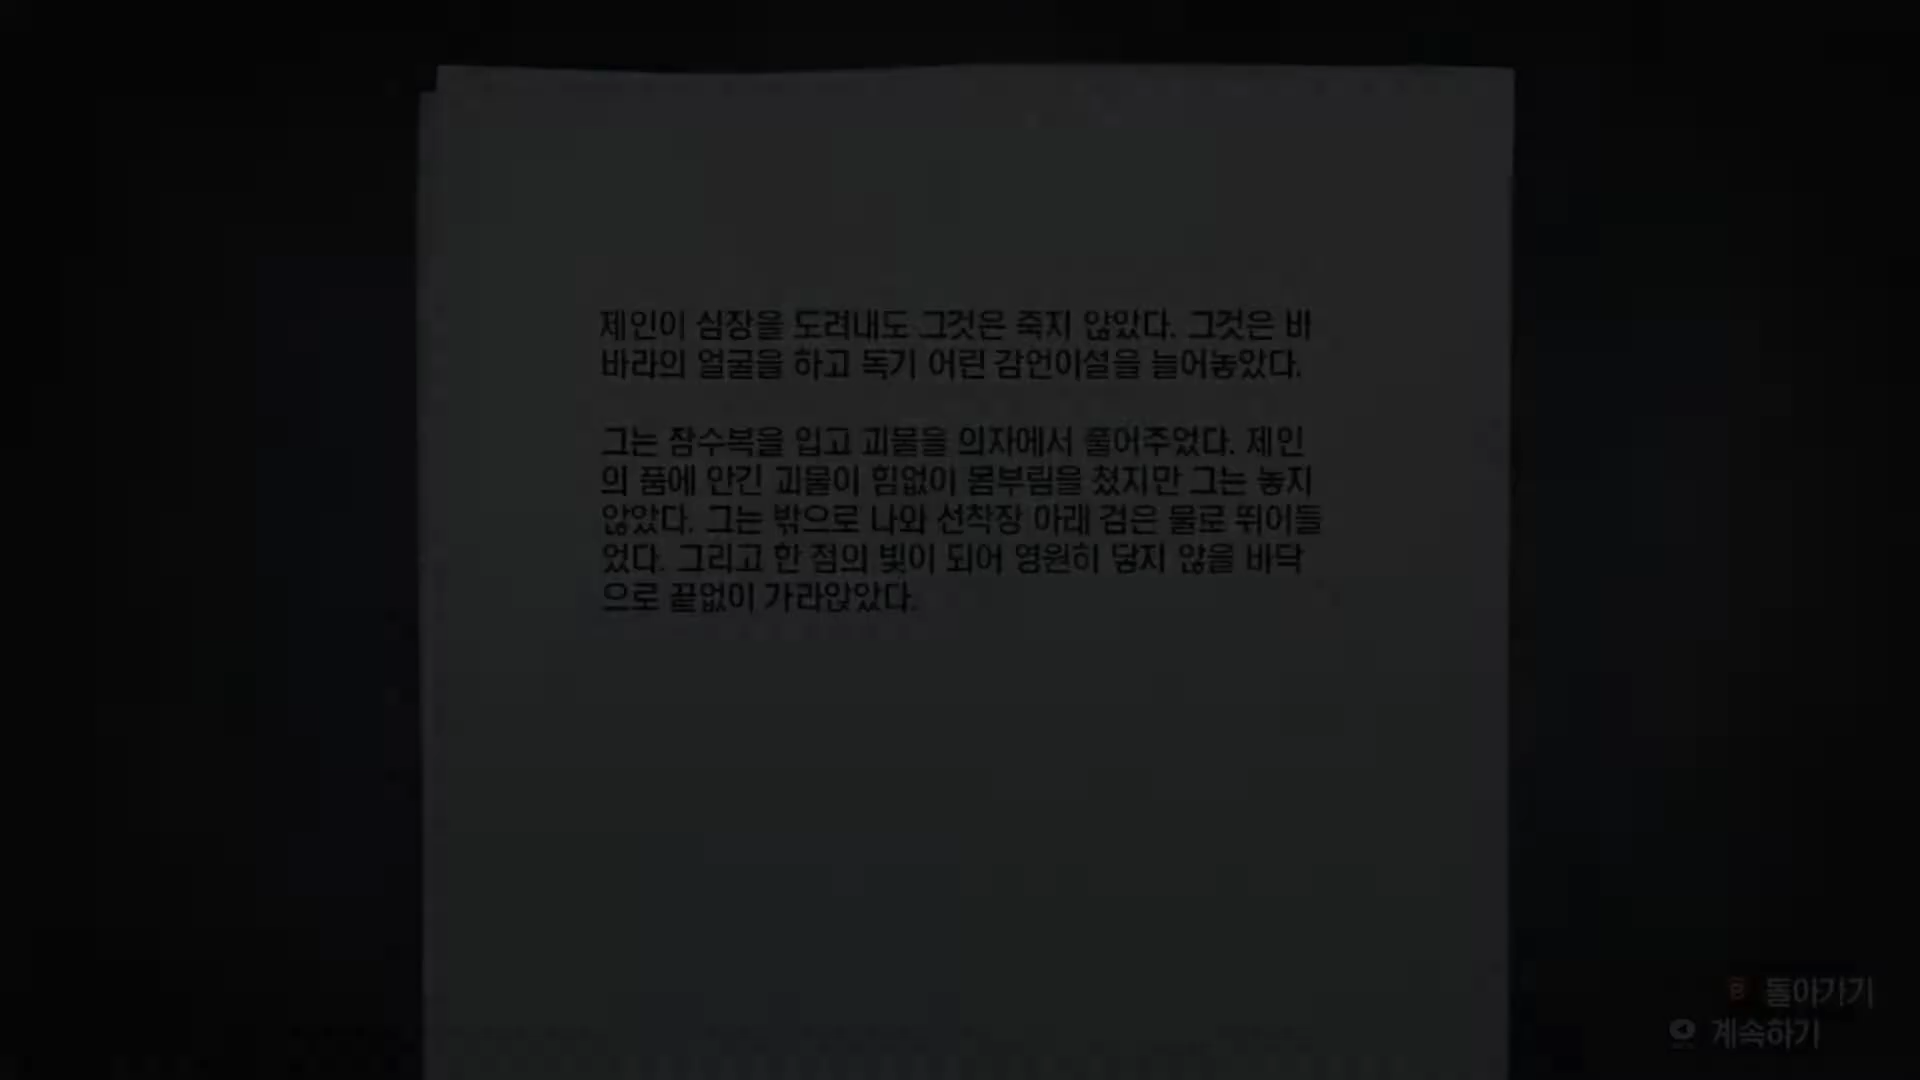 제인이 심장을 도려내도 그것은 죽지 않았다. 그것은 바
바라의 얼굴을 하고 독기 어린 감언이설을 늘어놓았다.
그는 잠수복을 입고 괴물을 의자에서 풀어주었다. 제인
의 품에 안긴 괴물이 힘없이 몸부림을 쳤지만 그는 놓지
않았다. 그는 밖으로 나와 선착장 아래 검은 물로 뛰어들
었다. 그리고 한 점의 빛이 되어 영원히 닿지 않을 바닥
으로 끝없이 가라앉았다.
B 돌아가기
계속하기